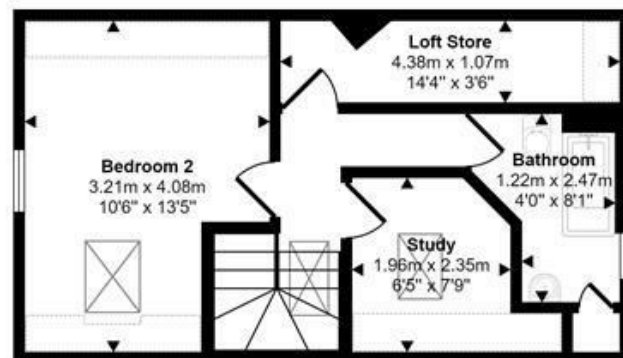 Loft Store
4.38m x 1.07m
14'4" x 3'6"
Bedroom 2
3.21m x 4.08m
10'6" x 13'5"
Bathroom
1.22m x 2.47m
4'0" x 8'1"
Study
1.96m x 2.35m
6'5" x 7'9"